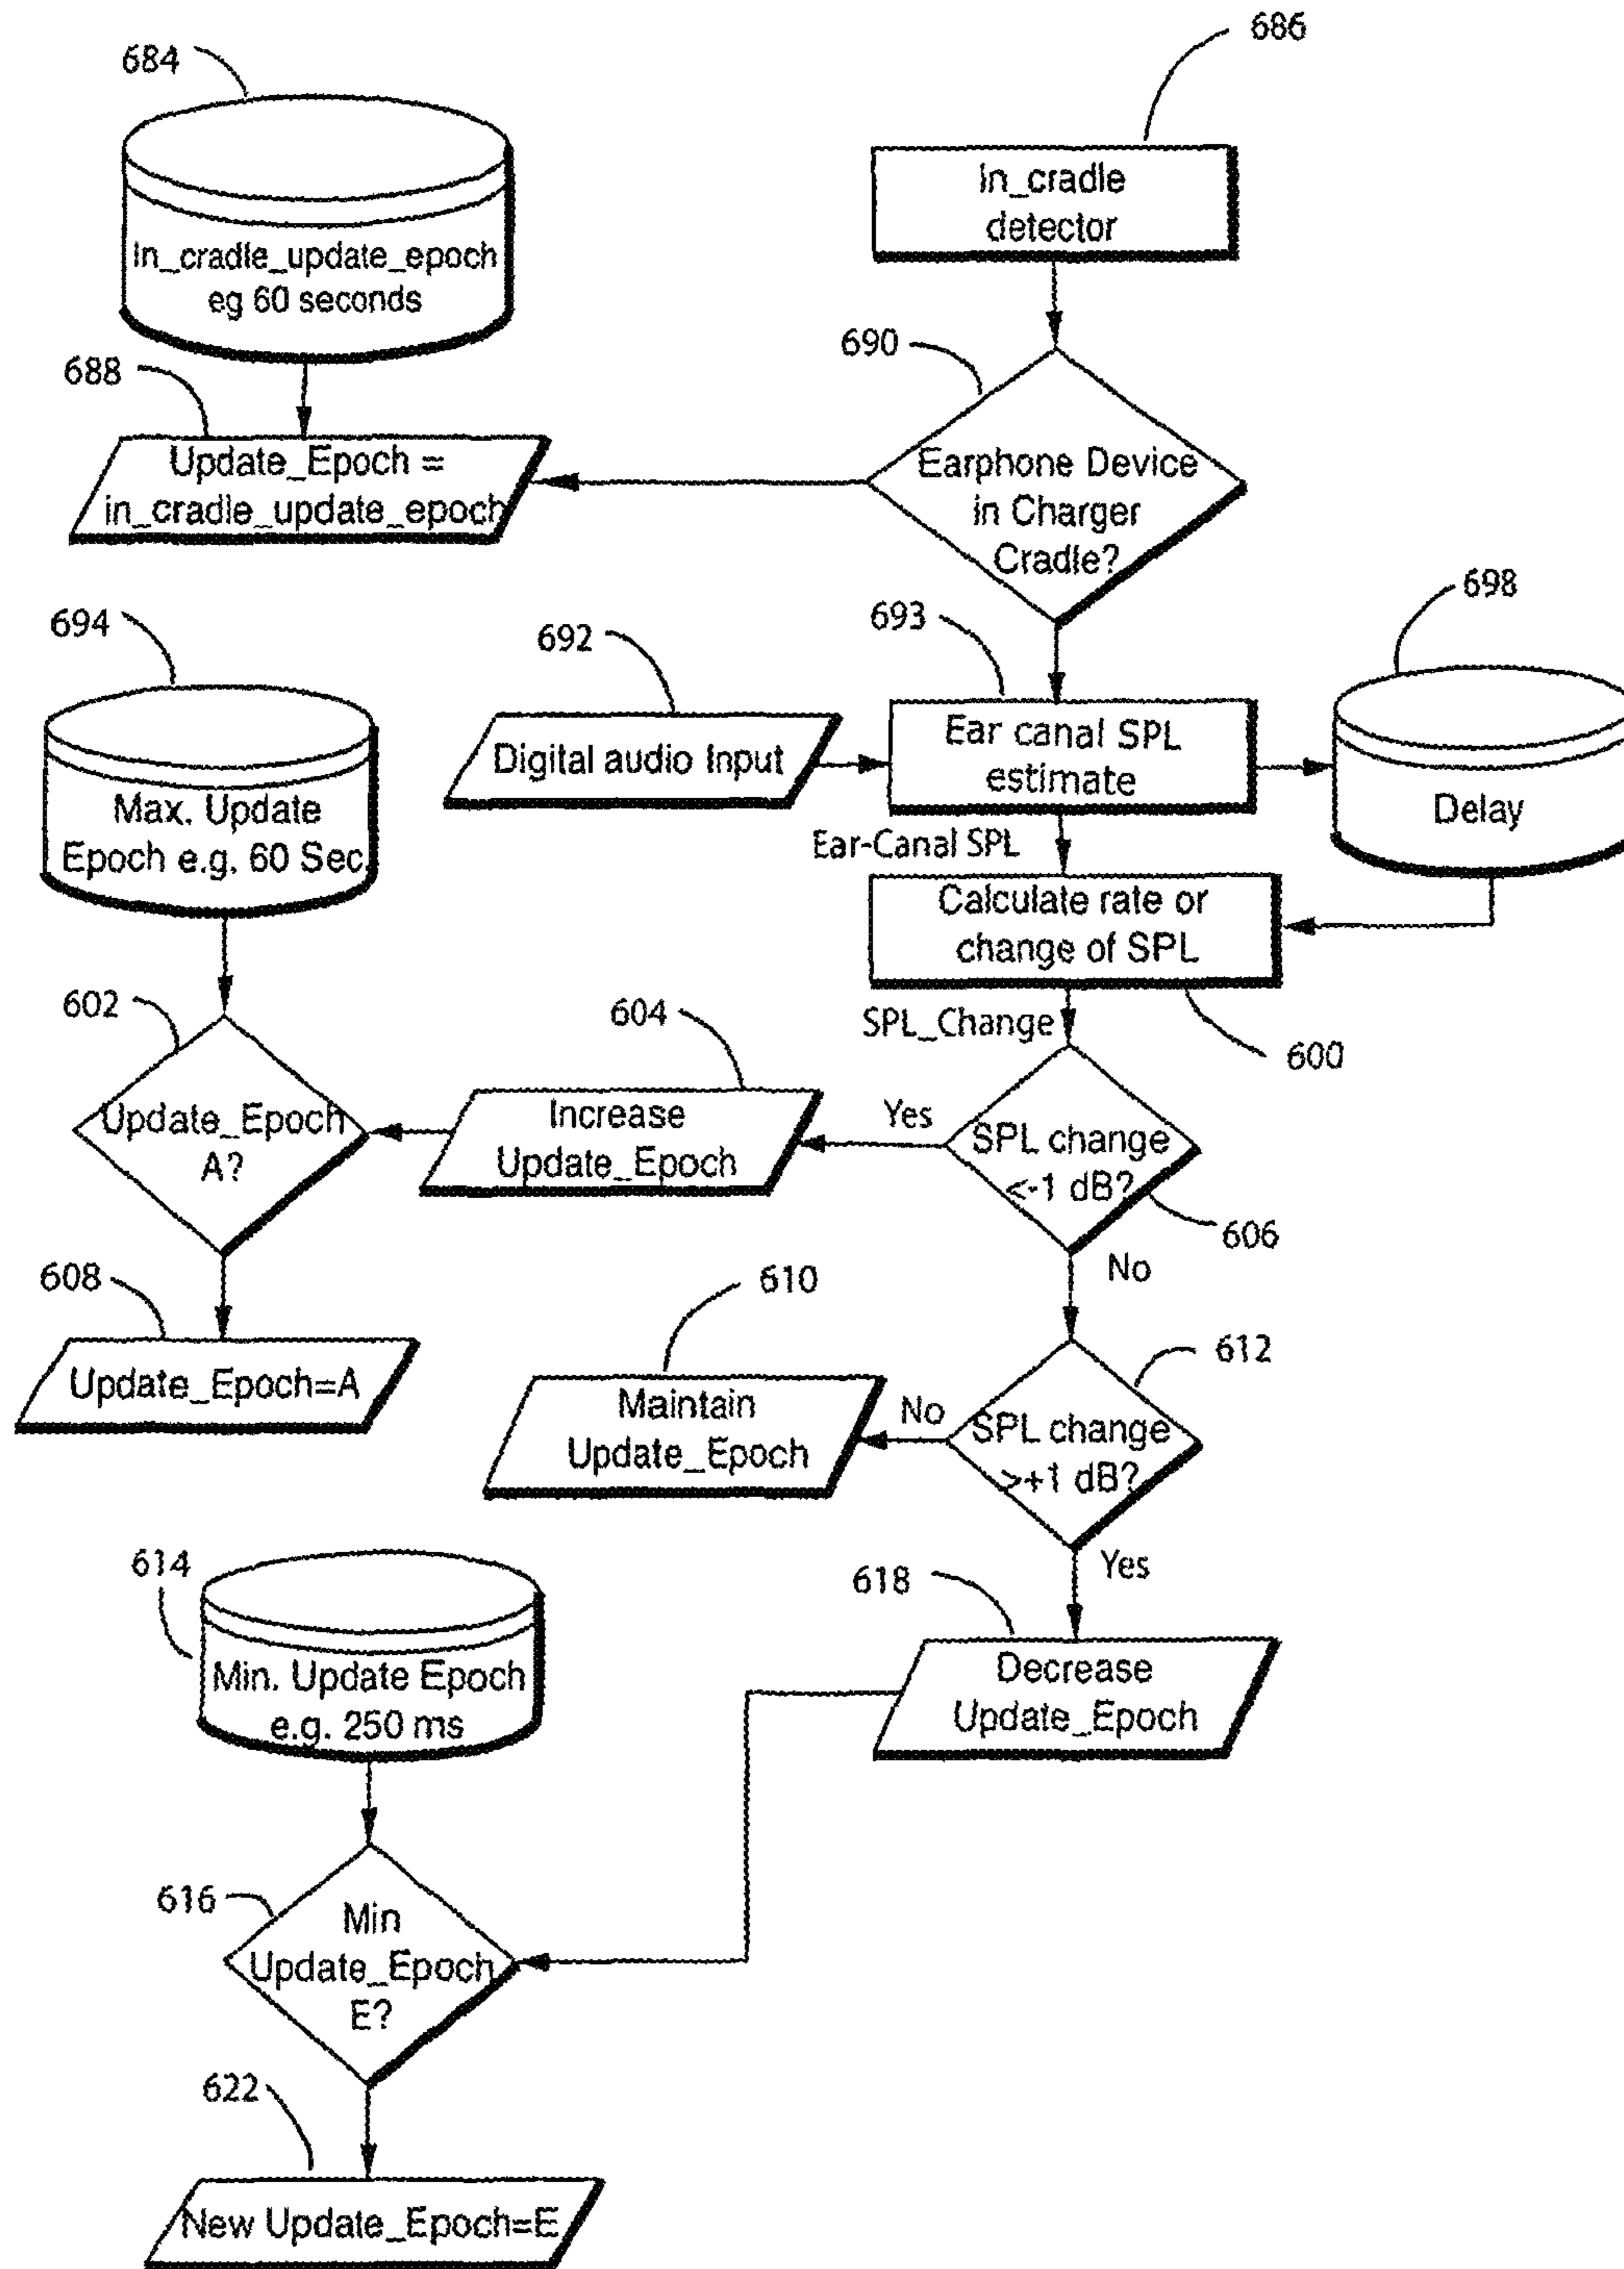 684
686
In_cradle_update_epoch
eg 60 seconds
In_cradle
detector
688
690
Update_Epoch =
in_cradle_update_epoch
Earphone Device
in Charger
Cradle?
694
692
693
698
Max. Update
Epoch e.g. 60 Sec.
Digital audio Input
Ear canal SPL
estimate
Delay
Ear-Canal SPL
Calculate rate or
change of SPL
602
604
SPL_Change
600
Update_Epoch
A?
Increase
Update_Epoch
Yes
SPL change
<-1 dB?
606
No
608
610
612
Update_Epoch=A
Maintain
Update_Epoch
No
SPL change
>+1 dB?
614
618
Yes
Min. Update Epoch
e.g. 250 ms
Decrease
Update_Epoch
616
Min
Update_Epoch
E?
622
New Update_Epoch=E